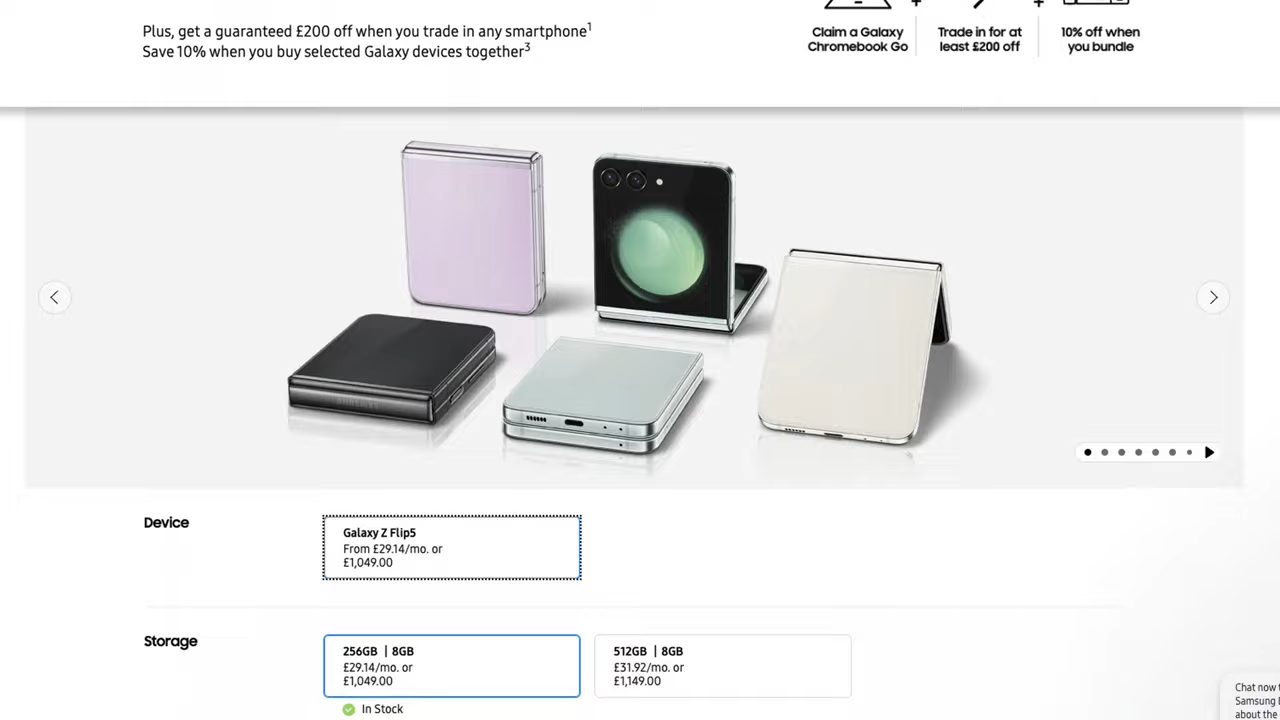 Plus, get a guaranteed £200 off when you trade in any smartphone1
Save 10% when you buy selected Galaxy devices together3
Claim a Galaxy
Chromebook Go
Trade in for at
least £200 off
10% off when
you bundle
Device
Galaxy Z Flip5
From £29.14/mo. or
£1,049.00
Storage
256GB | 8GB
£29.14/mo. or
£1,049.00
In Stock
512GB | 8GB
£31.92/mo. or
£1,149.00
Chat now
Samsung
about the